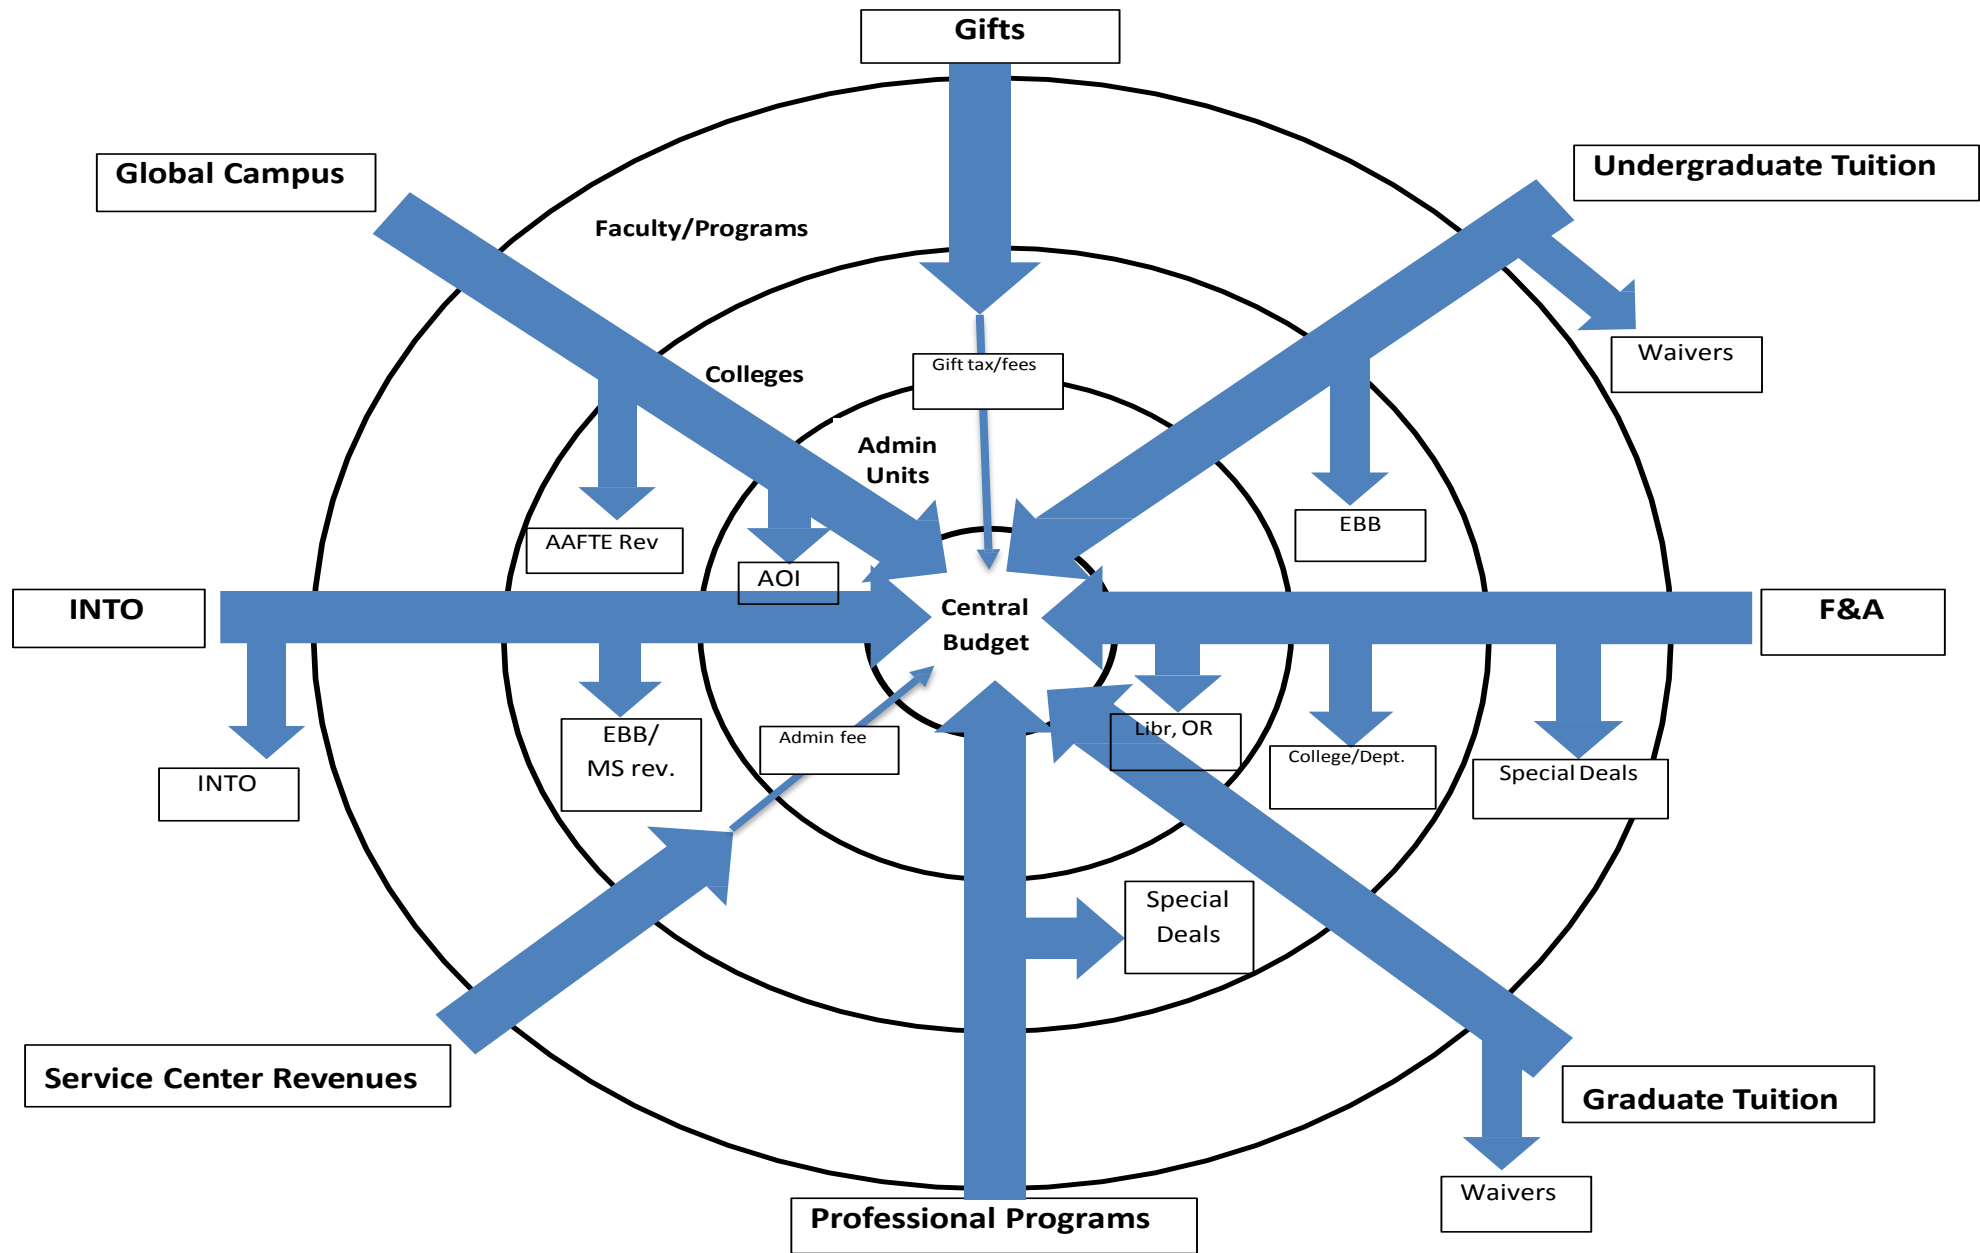 Gifts
Global Campus
Undergraduate Tuition
Faculty/Programs
Waivers
Colleges
Gift tax/fees
Admin
Units
EBB
AAFTE Rev
AOI
INTO
Central
Budget
F&A
INTO
EBB/
MS rev.
Admin fee
Libr, OR
College/Dept.
Special Deals
Special
Deals
Service Center Revenues
Graduate Tuition
Waivers
Professional Programs